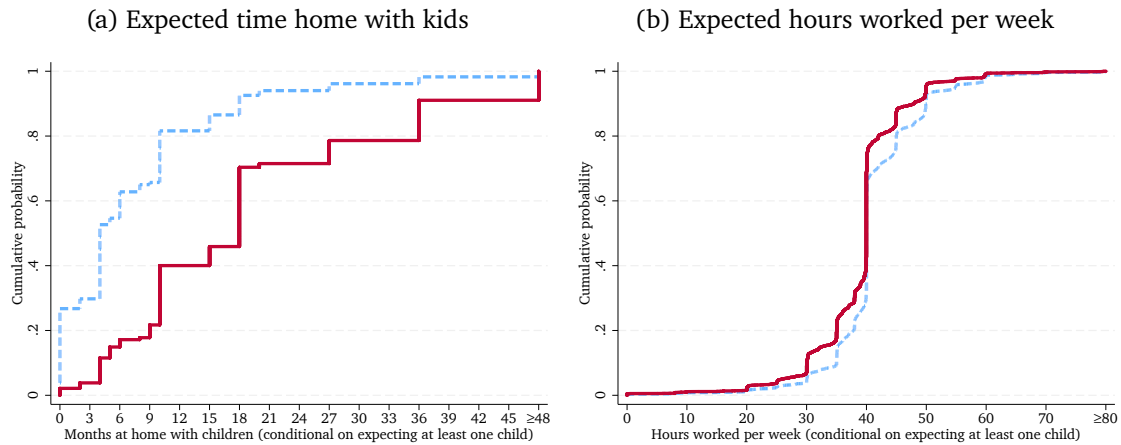 (a) Expected time home with kids
1
.8
.6
.4
.2
0
Cumulative probability
0 3 6 9 12 15 18 21 24 27 30 33 36 39 42 45 ≥48
Months at home with children (conditional on expecting at least one child)
(b) Expected hours worked per week
1
.8
.6
.4
.2
0
Cumulative probability
0 10 20 30 40 50 60 70 ≥80
Hours worked per week (conditional on expecting at least one child)